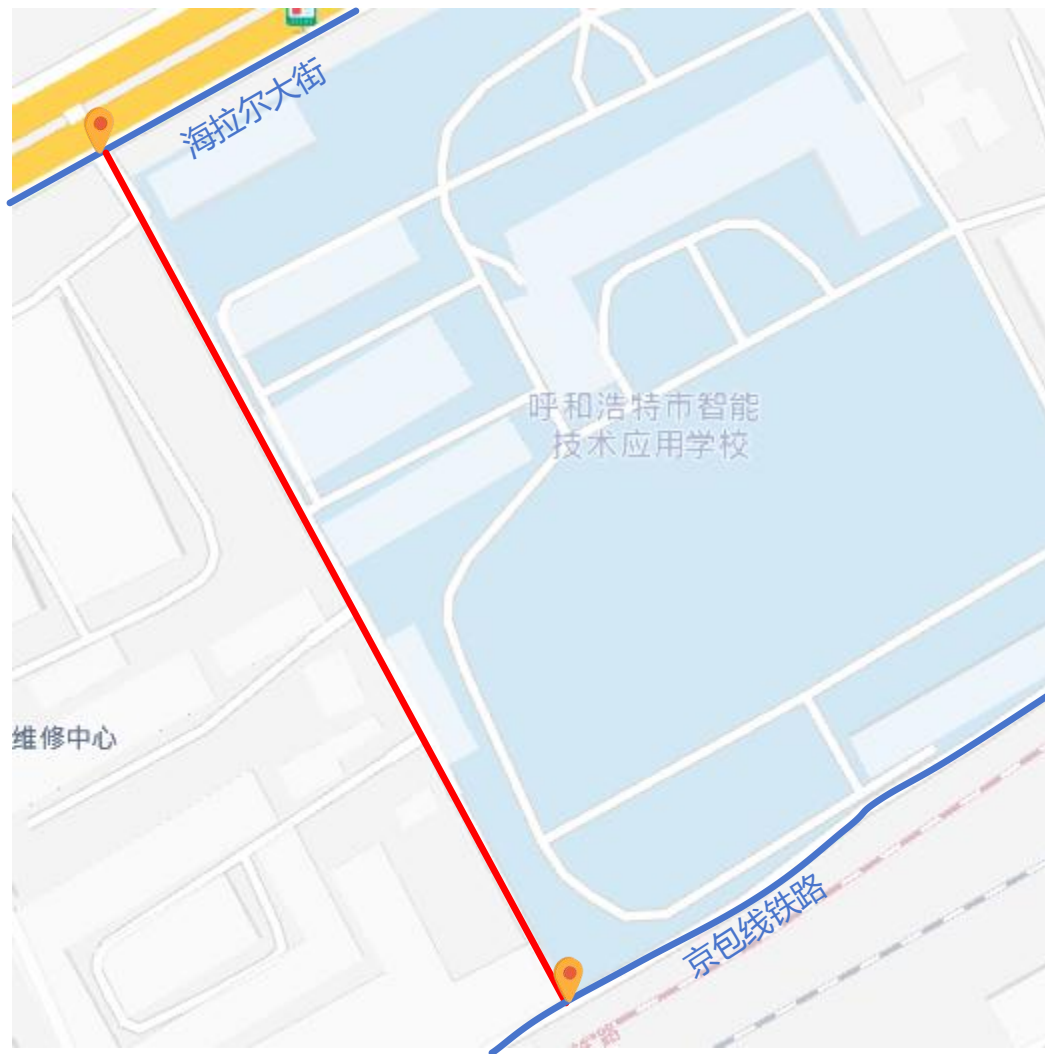 海拉尔大街
呼和浩特市智能
技术应用学校
维修中心
京包线铁路